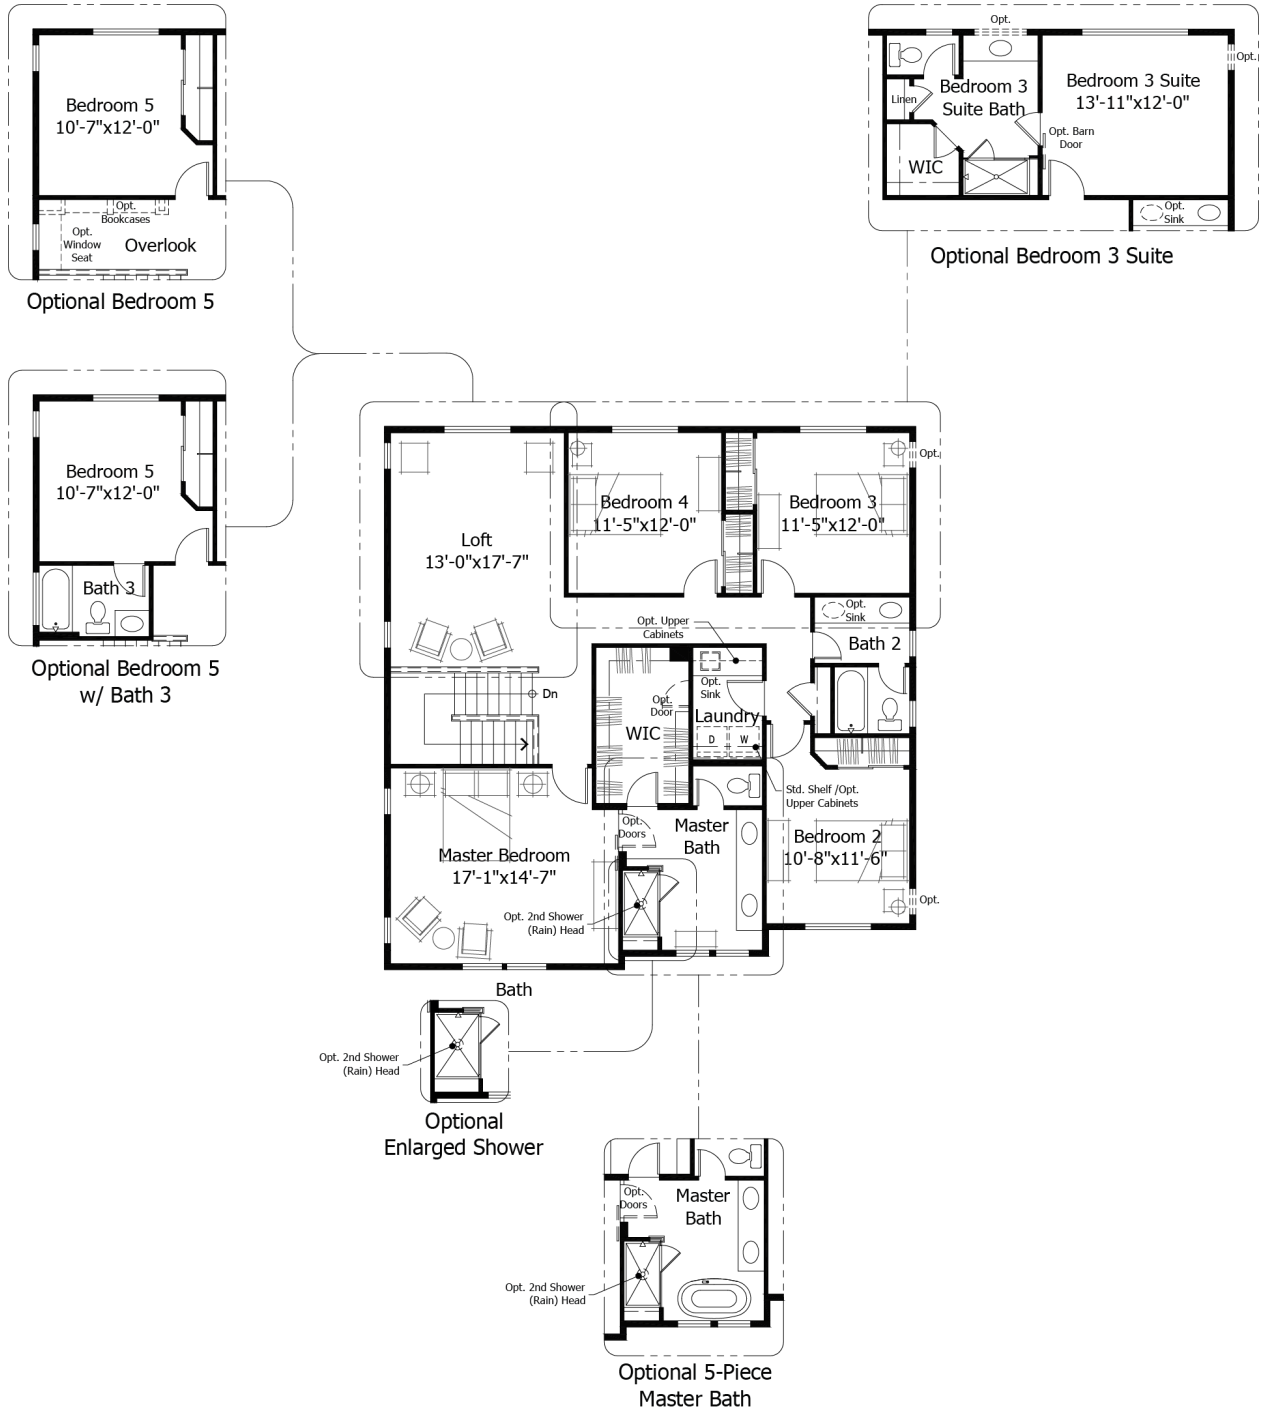 Bedroom 5
10'-7"x12'-0"
Opt.
Bookcases
Opt.
Window
Seat
Overlook
Optional Bedroom 5
Opt.
Opt.
Bedroom 3
Suite Bath
Linen
WIC
Bedroom 3 Suite
13'-11"x12'-0"
Opt. Barn
Door
Opt.
Sink
Optional Bedroom 3 Suite
Bedroom 5
10'-7"x12'-0"
Bath 3
Optional Bedroom 5
w/ Bath 3
Loft
13'-0"x17'-7"
Bedroom 4
11'-5"x12'-0"
Bedroom 3
11'-5"x12'-0"
Opt.
Opt. Upper
Cabinets
Opt.
Sink
Bath 2
Dn
Opt.
Door
WIC
Opt.
Sink
Laundry
D
W
Std. Shelf /Opt.
Upper Cabinets
Opt.
Doors
Master
Bath
Bedroom 2
10'-8"x11'-6"
Opt.
Master Bedroom
17'-1"x14'-7"
Opt. 2nd Shower
(Rain) Head
Bath
Opt. 2nd Shower
(Rain) Head
Optional
Enlarged Shower
Opt.
Doors
Master
Bath
Opt. 2nd Shower
(Rain) Head
Optional 5-Piece
Master Bath